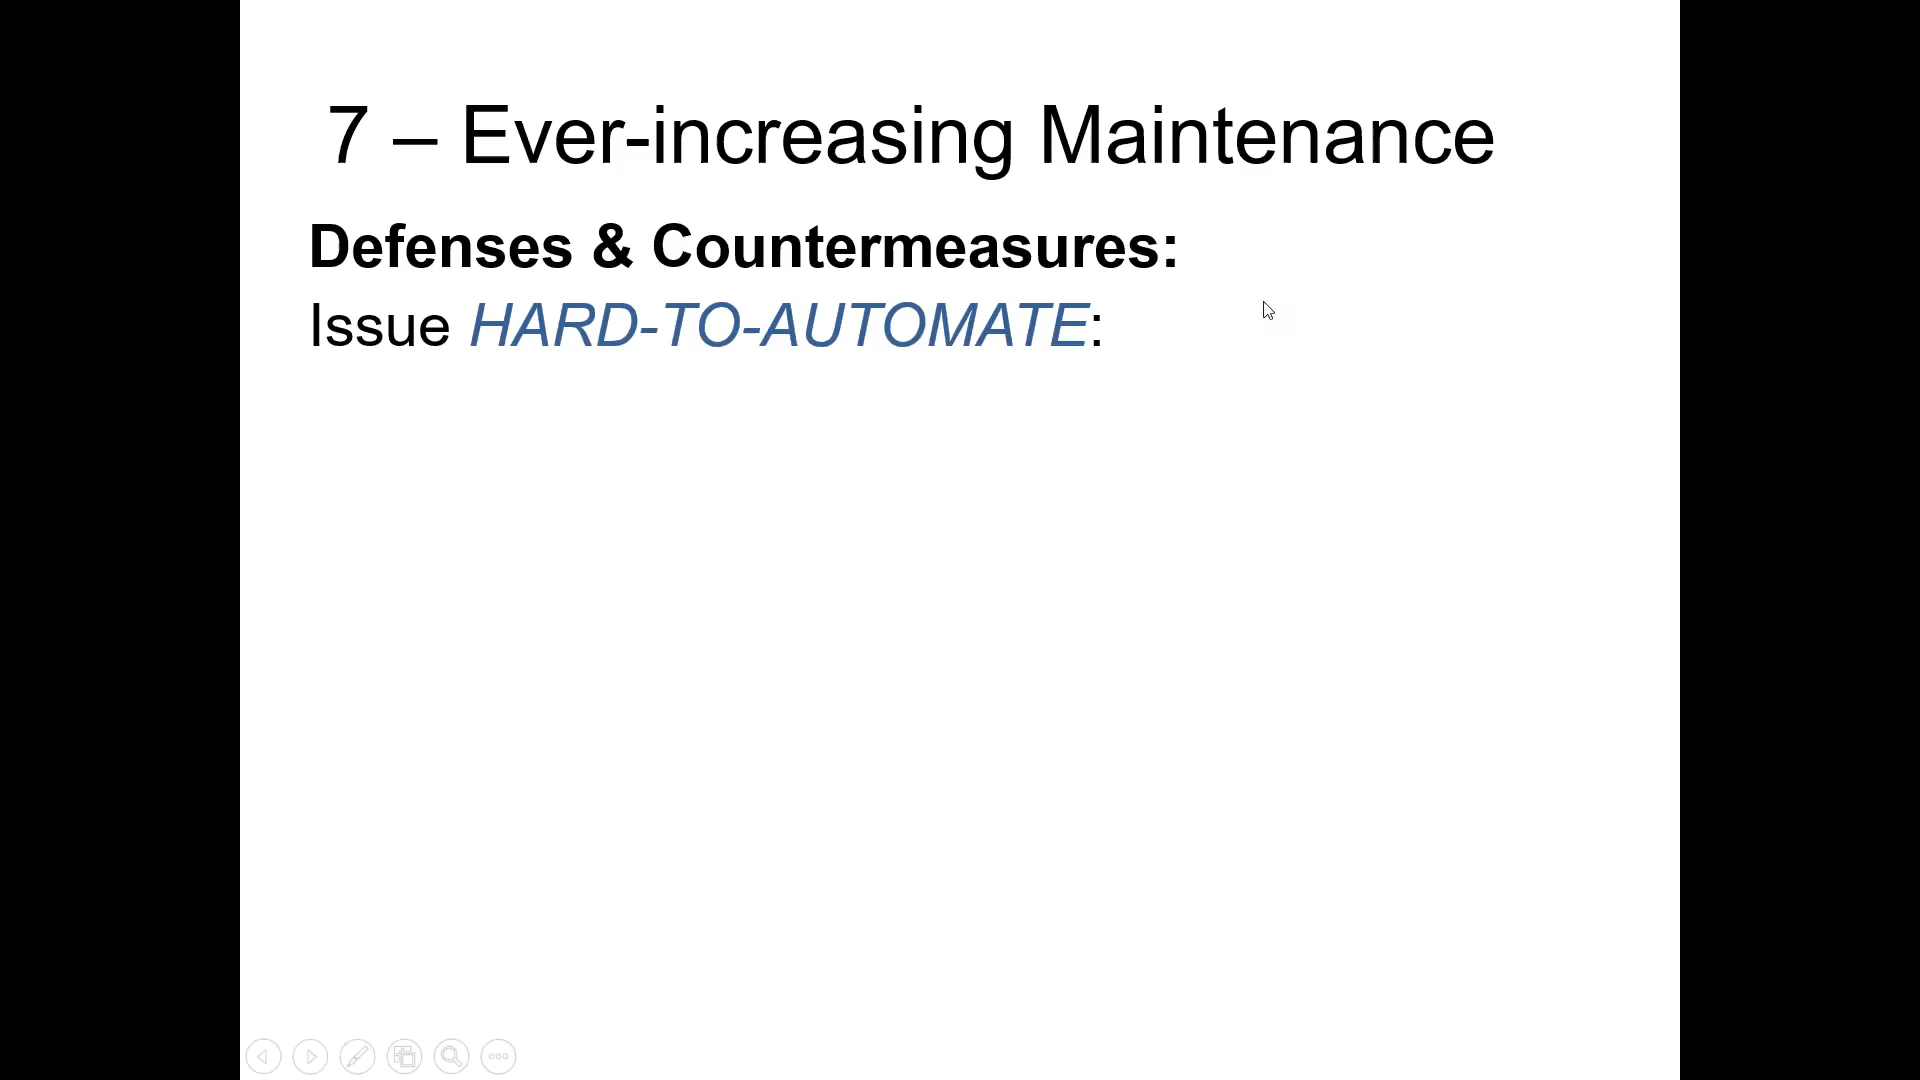 7 – Ever-increasing Maintenance
Defenses & Countermeasures:
Issue HARD-TO-AUTOMATE: